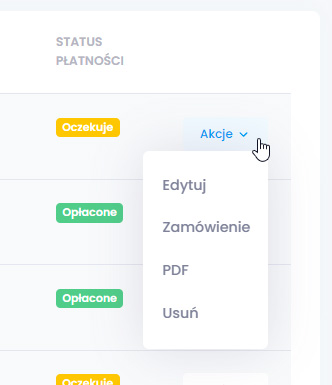 STATUS
PŁATNOŚCI
Oczekuje
Akcje
Edytuj
Opłacone
Zamówienie
PDF
Opłacone
Usuń
Oczekuje